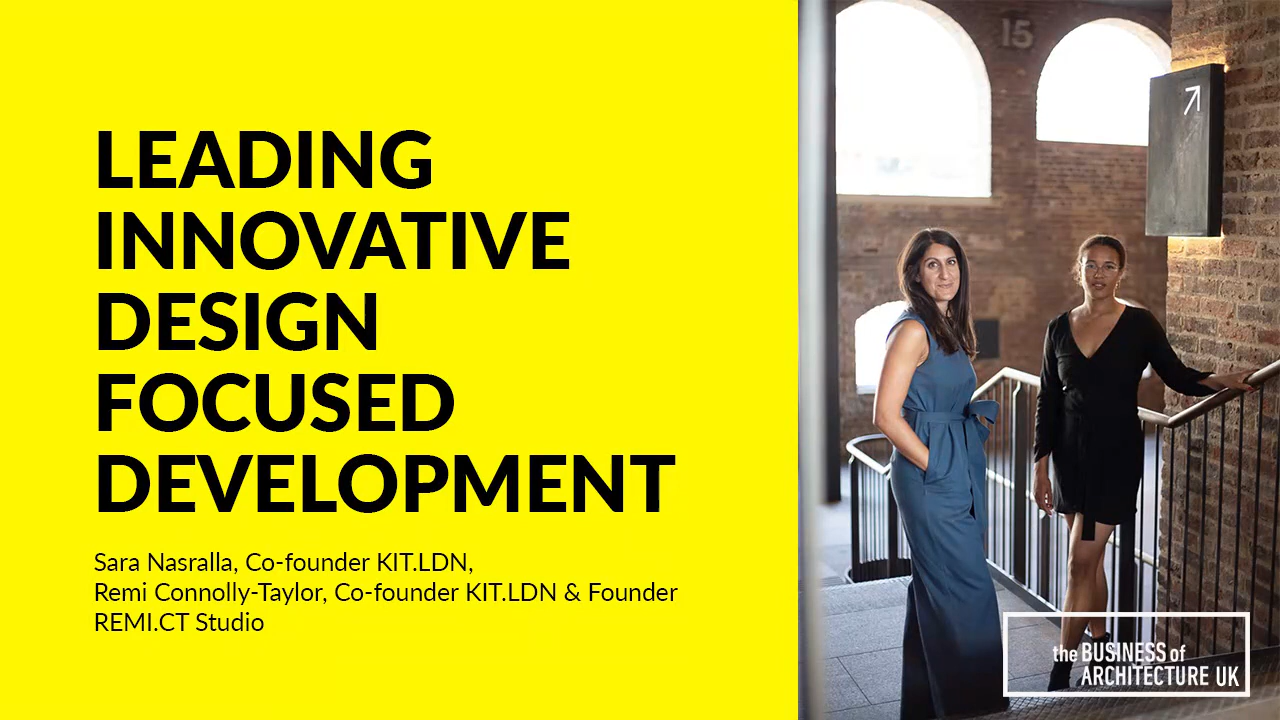 LEADING
INNOVATIVE
DESIGN
FOCUSED
DEVELOPMENT
Sara Nasralla, Co-founder KIT.LDN,
Remi Connolly-Taylor, Co-founder KIT.LDN & Founder
REMI.CT Studio
15
the BUSINESS of
ARCHITECTURE UK